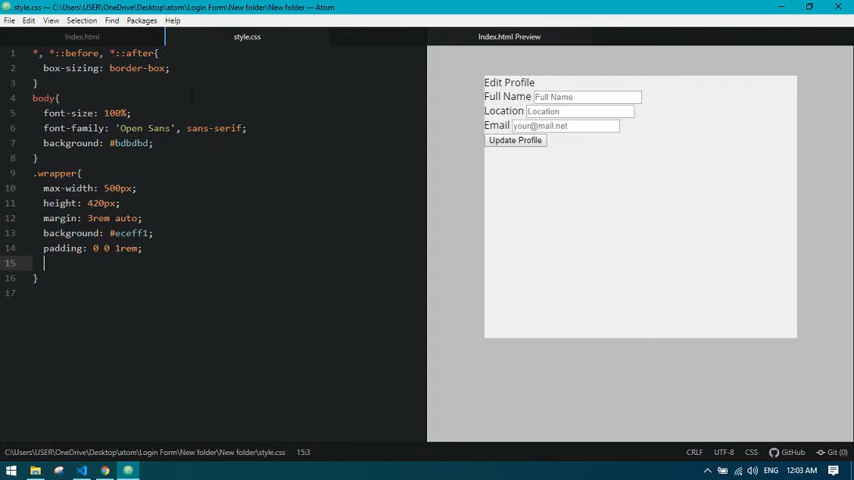 style.css — C:\Users\USER\OneDrive\Desktop\atom\Login Form\New folder\New folder — Atom
File Edit View Selection Find Packages Help
Index.html
style.css
Index.html Preview
1 *, *::before, *::after{
2 box-sizing: border-box;
3 }
4 body{
5 font-size: 100%;
6 font-family: 'Open Sans', sans-serif;
7 background: #bdbdbd;
8 }
9 .wrapper{
10 max-width: 500px;
11 height: 420px;
12 margin: 3rem auto;
13 background: #eceff1;
14 padding: 0 0 1rem;
15
16 }
17
Edit Profile
Full Name Full Name
Location Location
Email your@mail.net
Update Profile
C:\Users\USER\OneDrive\Desktop\atom\Login Form\New folder\New folder\style.css 15:3 CRLF UTF-8 CSS GitHub Git (0)
ENG 12:03 AM